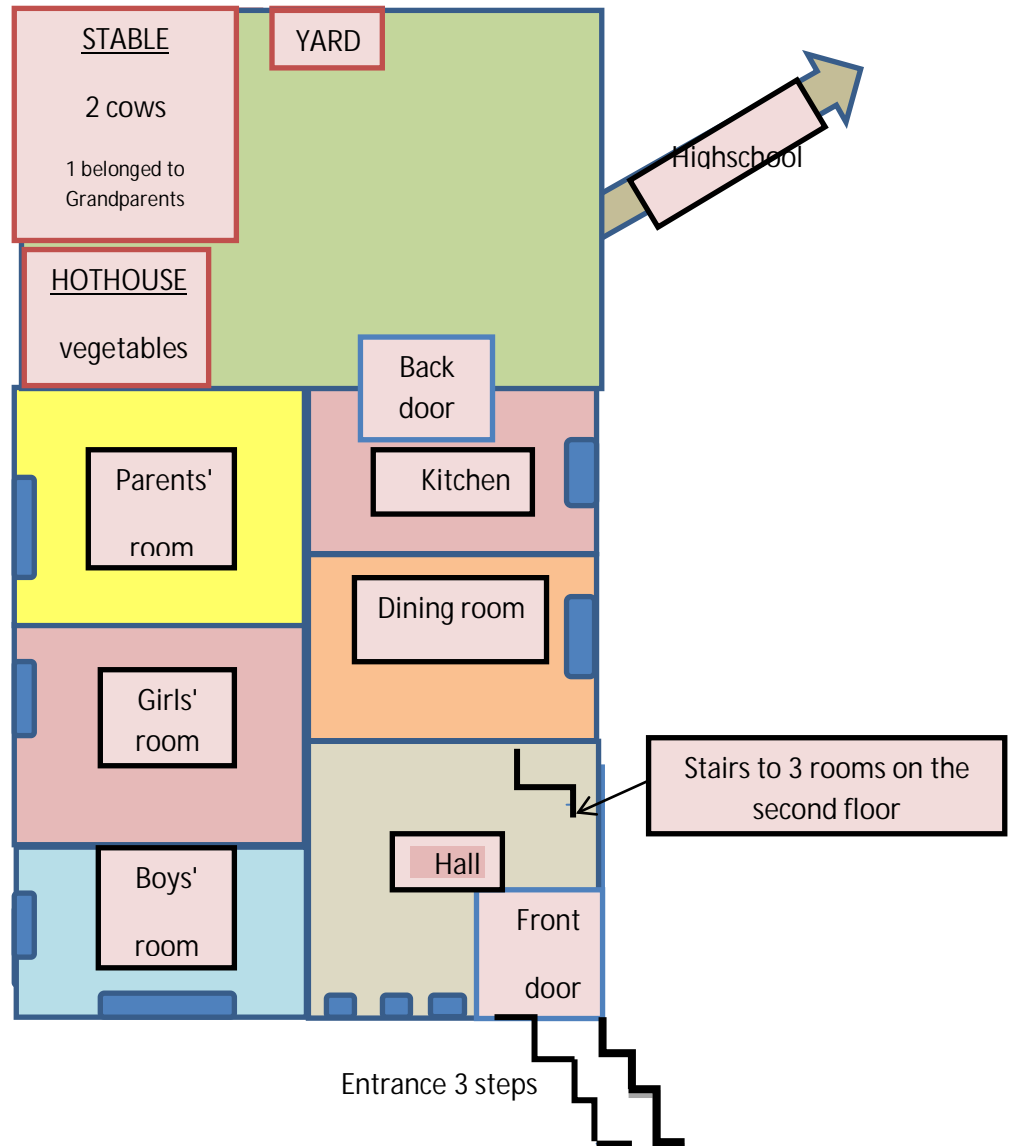 STABLE
2 cows
1 belonged to
Grandparents
YARD
Highschool
HOTHOUSE
vegetables
Back
door
Parents'
room
Kitchen
Dining room
Girls'
room
Stairs to 3 rooms on the
second floor
Hall
Boys'
room
Front
door
Entrance 3 steps